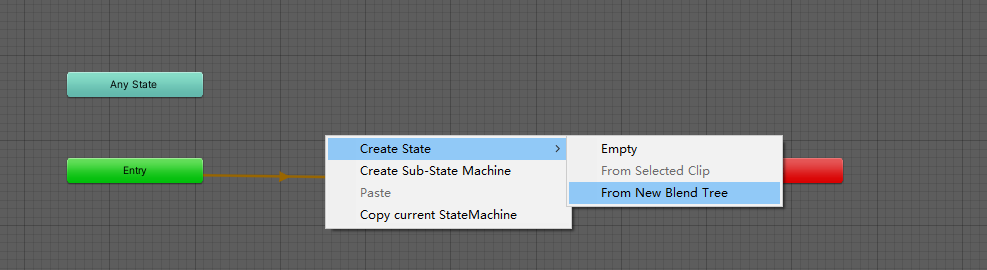 Any State
Entry
Create State
Create Sub-State Machine
Paste
Copy current StateMachine
Empty
From Selected Clip
From New Blend Tree